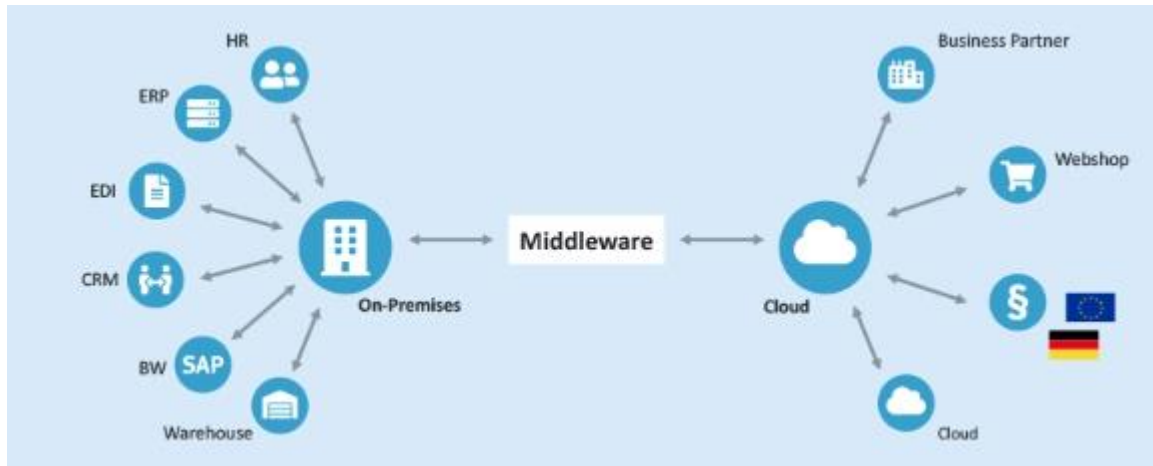 HR
ERP
EDI
CRM
BW
SAP
Warehouse
On-Premises
Middleware
Cloud
Business Partner
Webshop
§
Cloud